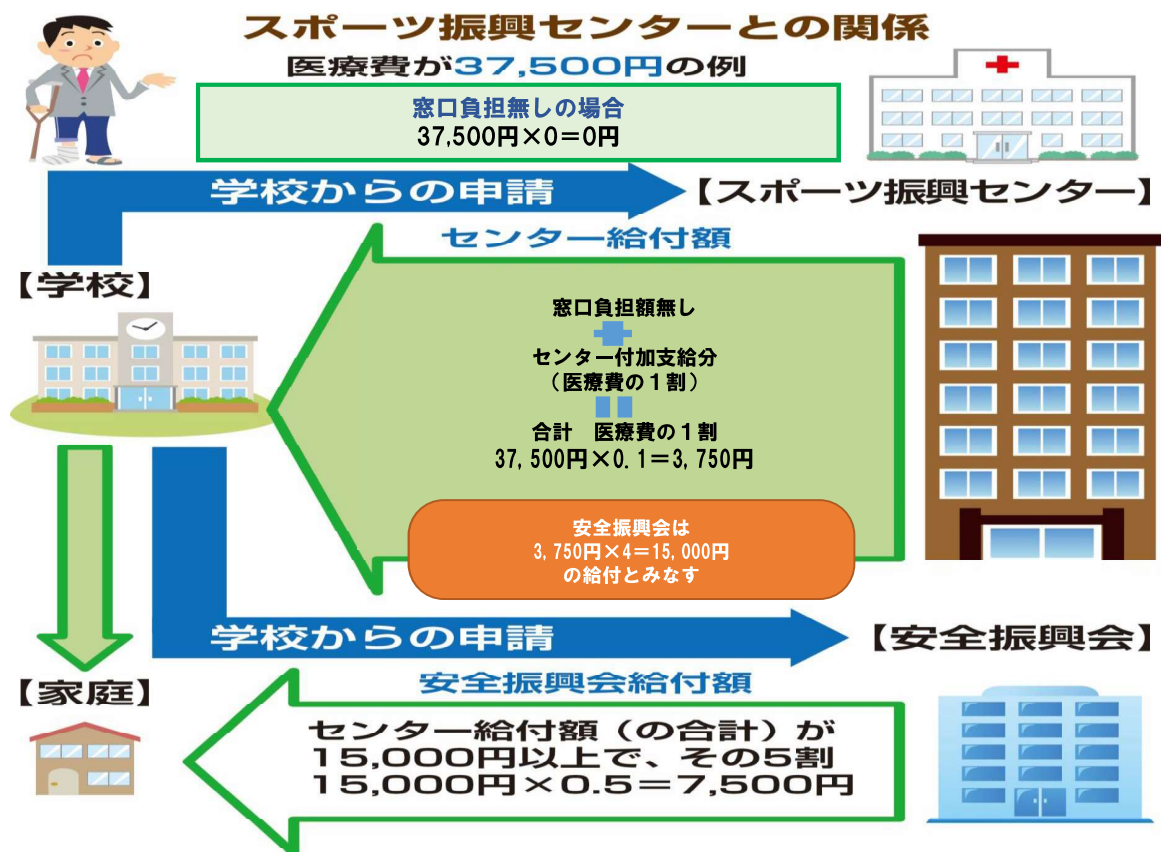 スポーツ振興センターとの関係
医療費が37,500円の例
窓口負担無しの場合
37,500円×0＝0円
学校からの申請
【スポーツ振興センター】
センター給付額
【学校】
窓口負担額無し
センター付加支給分
（医療費の１割）
合計　医療費の１割
37,500円×0.1＝3,750円
安全振興会は
3,750円×4＝15,000円
の給付とみなす
学校からの申請
【安全振興会】
【家庭】
安全振興会給付額
センター給付額（の合計）が
15,000円以上で、その5割
15,000円×0.5＝7,500円